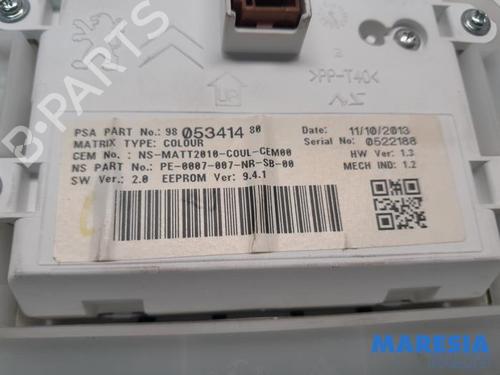 UP
>PP-T40<
PSA PART No.: 98 053414 80
MATRIX TYPE: COLOUR
CEM No.: NS-MATT2010-COUL-CEM00
NS PART No.: PE-0007-007-NR-SB-00
SW Ver.: 2.0 EEPROM Ver: 9.4.1
Date: 11/10/2013
Serial No: 0522188
HW Ver: 1.3
MECH IND: 1.2
MARESIA